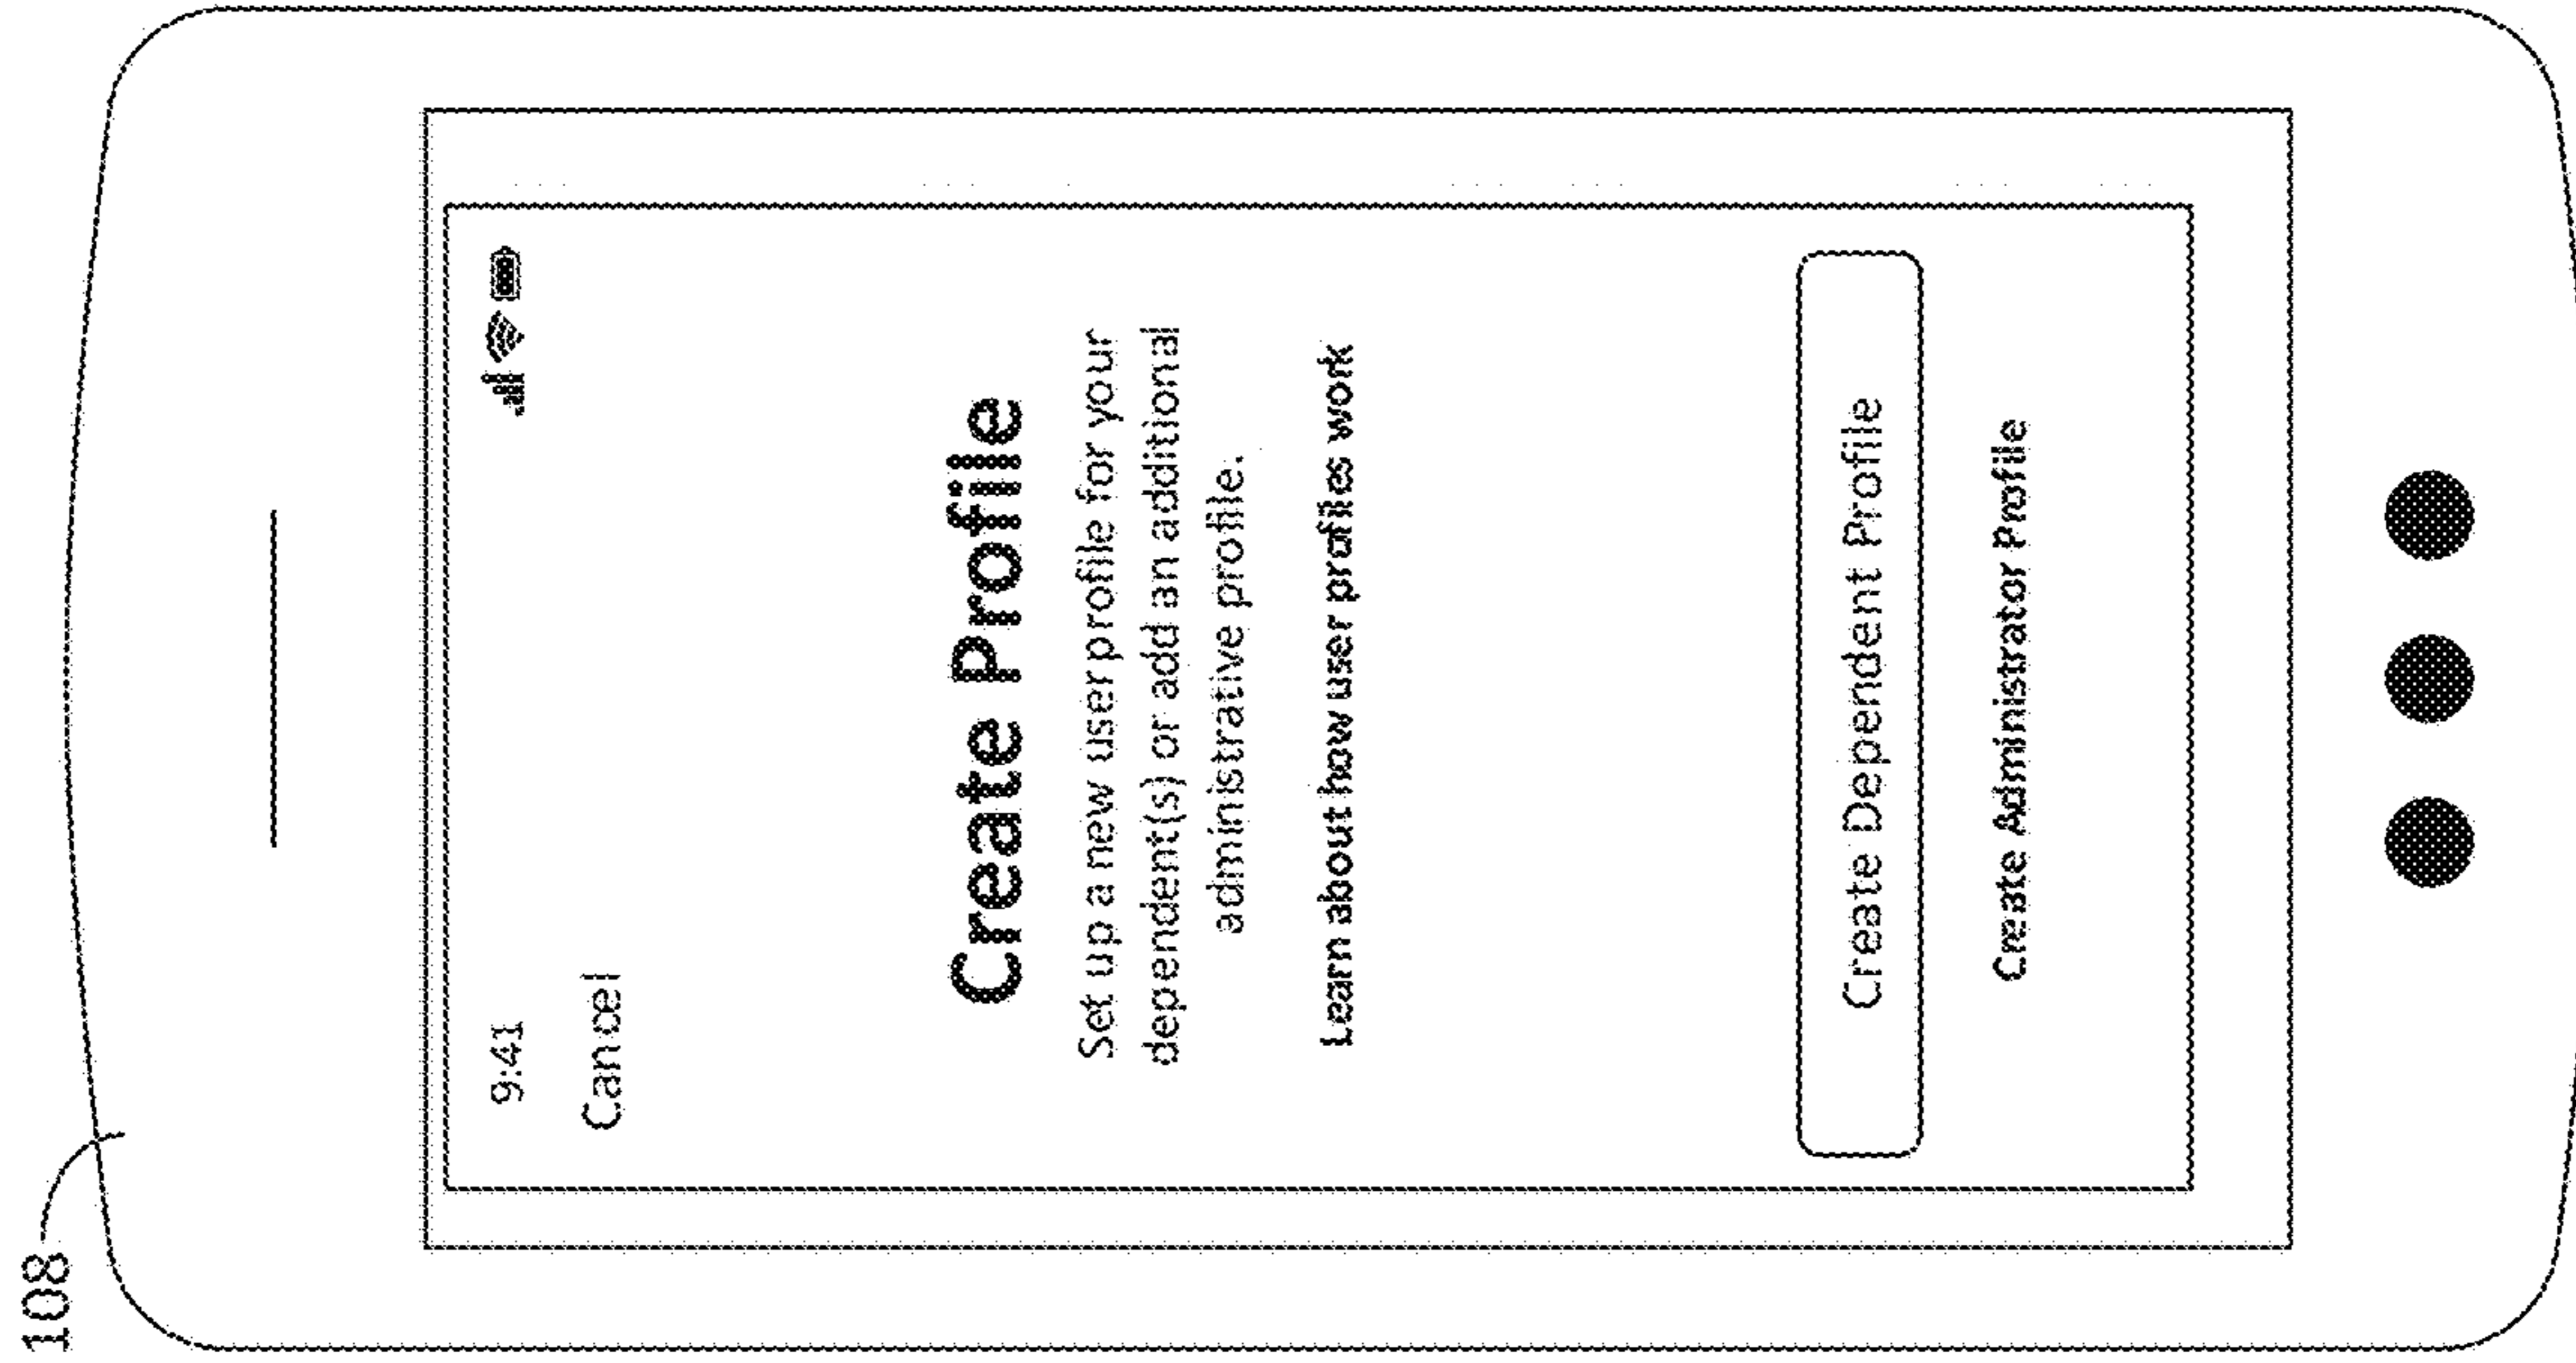 108
9:41
Cancel
Create Profile
Set up a new user profile for your
dependent(s) or add an additional
administrative profile.
Learn about how user profiles work
Create Dependent Profile
Create Administrator Profile